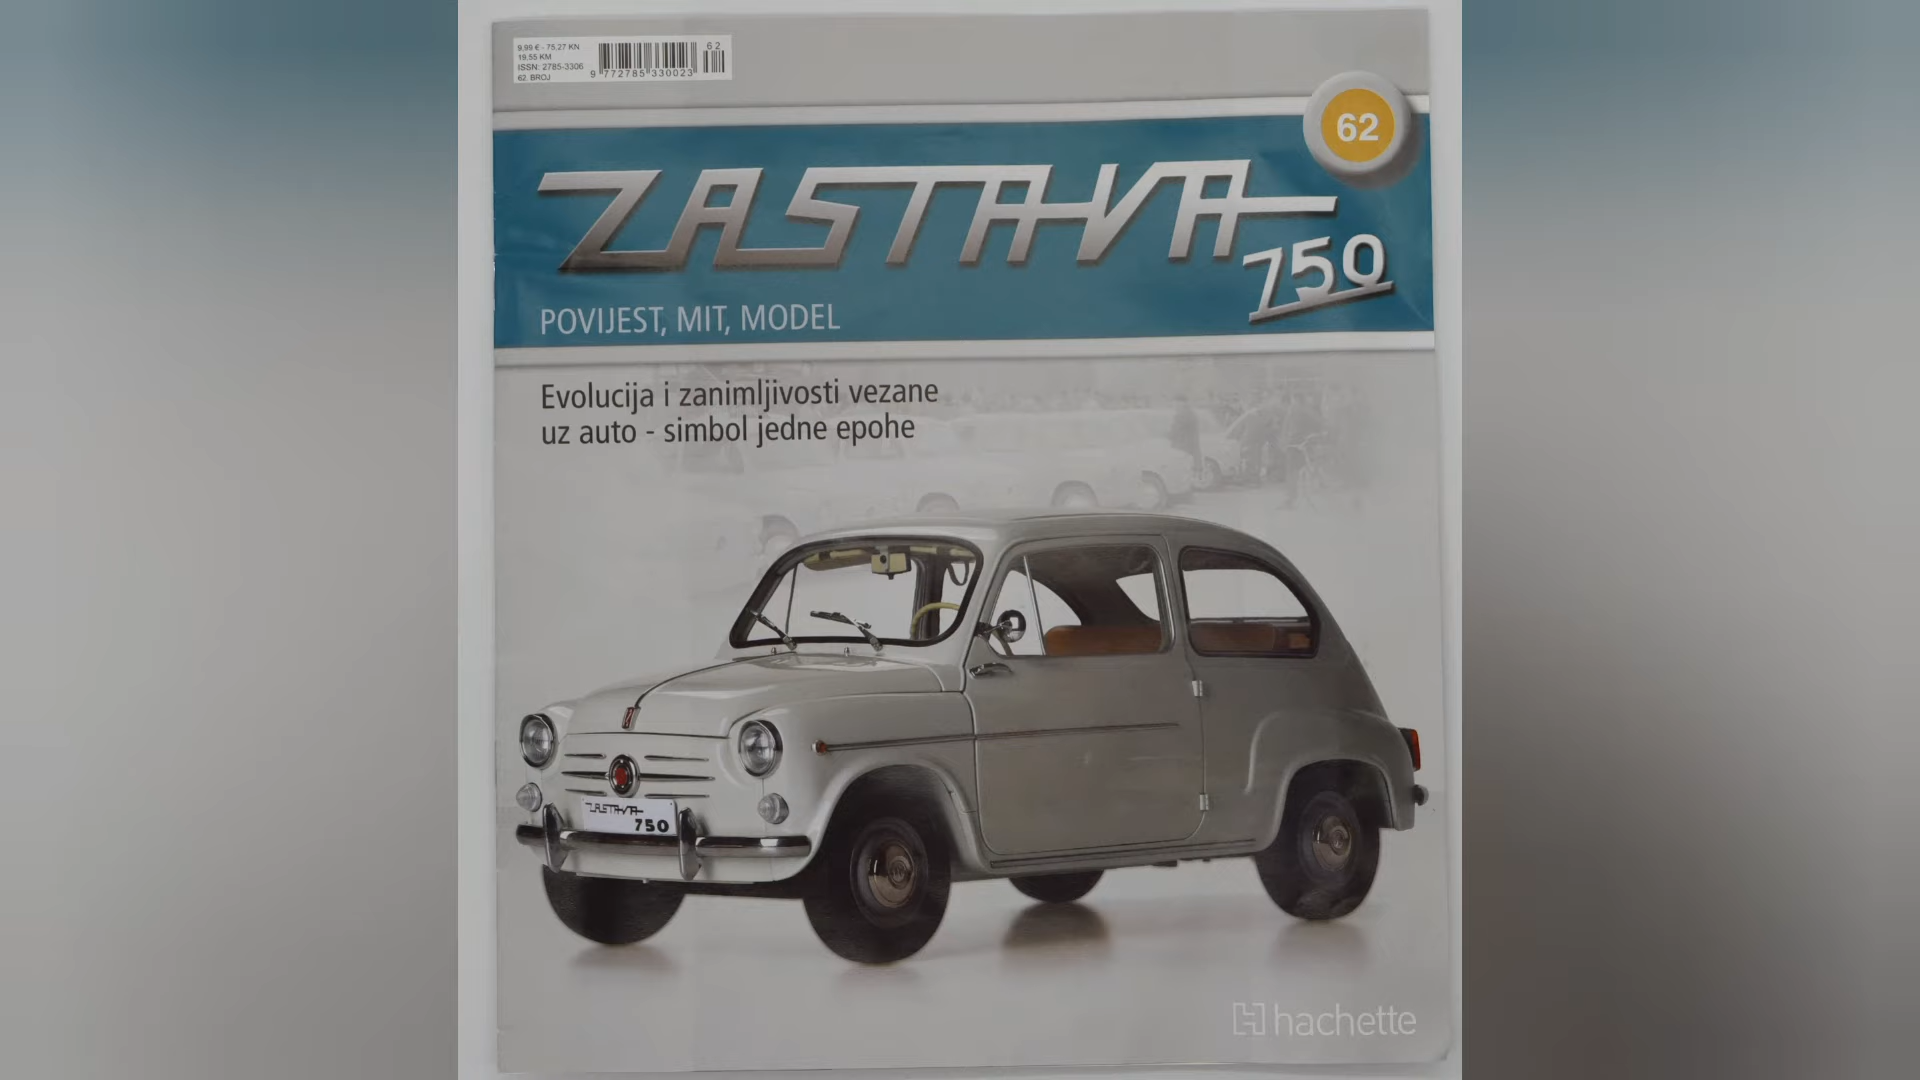 9,99 € - 75,27 KN
19,55 KM
ISSN: 2785-3306
62. BROJ
9 772785 330023
62
62
ZASTAVA
750
POVIJEST, MIT, MODEL
Evolucija i zanimljivosti vezane
uz auto - simbol jedne epohe
ZASTAVA
750
hachette